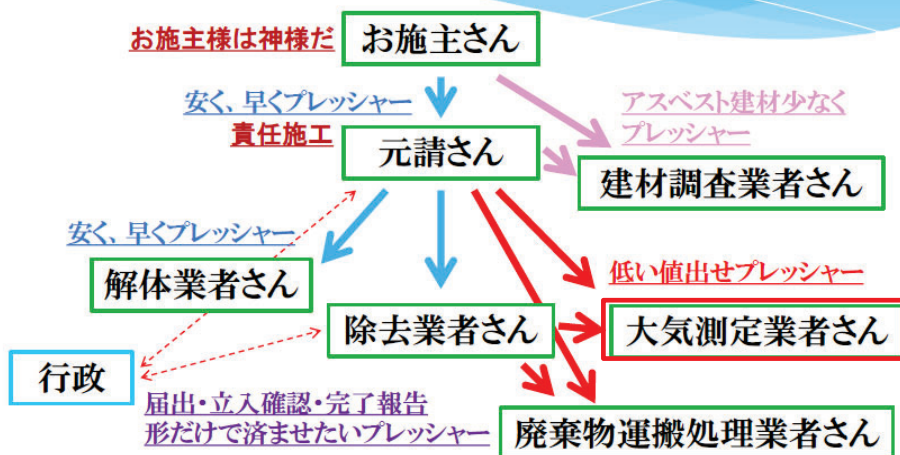 お施主様は神様だ
お施主さん
安く、早くプレッシャー
責任施工
元請さん
アスベスト建材少なく
プレッシャー
建材調査業者さん
安く、早くプレッシャー
解体業者さん
低い値出せプレッシャー
除去業者さん
大気測定業者さん
行政
届出・立入確認・完了報告
形だけで済ませたいプレッシャー
廃棄物運搬処理業者さん